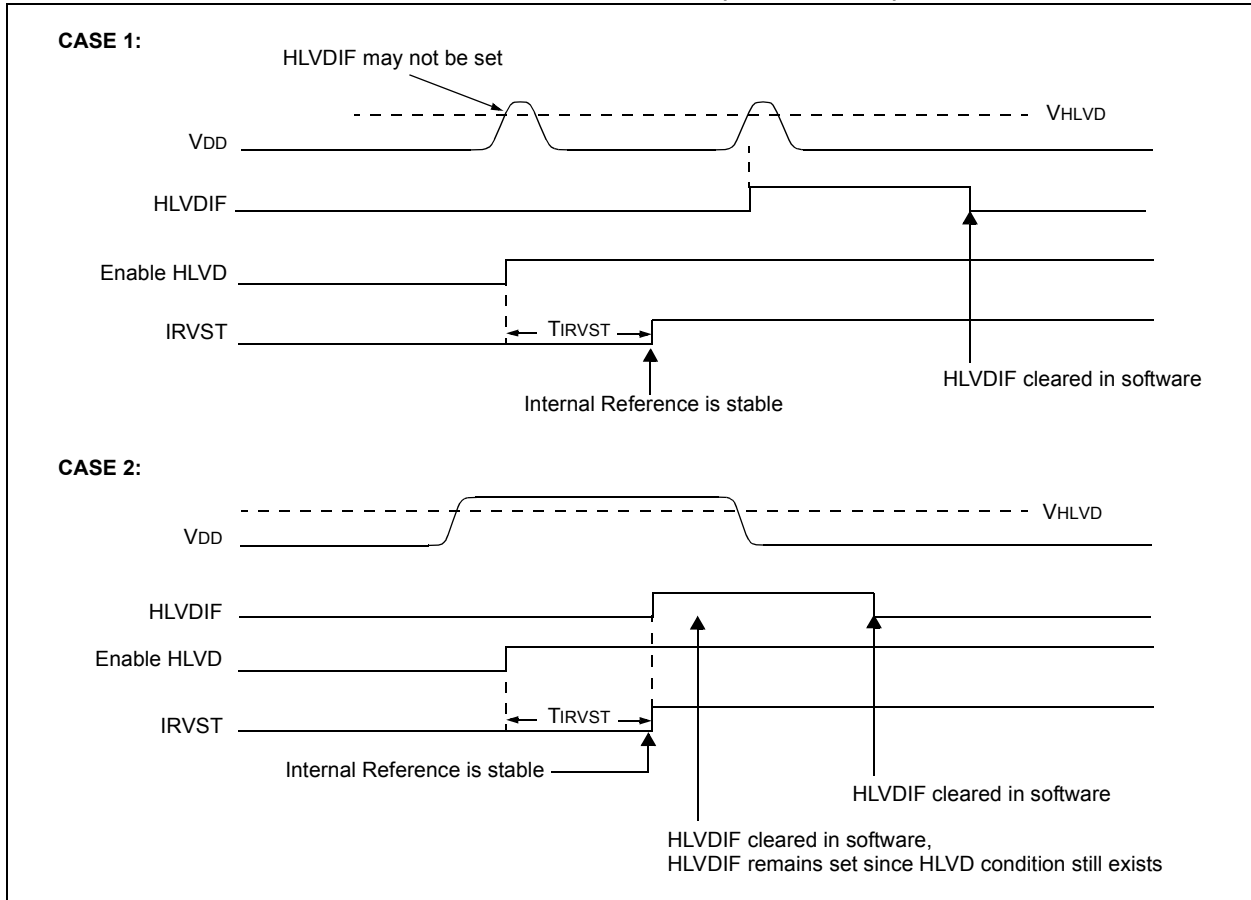 CASE 1:
HLVDIF may not be set
VHLVD
VDD
HLVDIF
Enable HLVD
TIRVST
IRVST
HLVDIF cleared in software
Internal Reference is stable
CASE 2:
VHLVD
VDD
HLVDIF
Enable HLVD
TIRVST
IRVST
Internal Reference is stable
HLVDIF cleared in software
HLVDIF cleared in software,
HLVDIF remains set since HLVD condition still exists